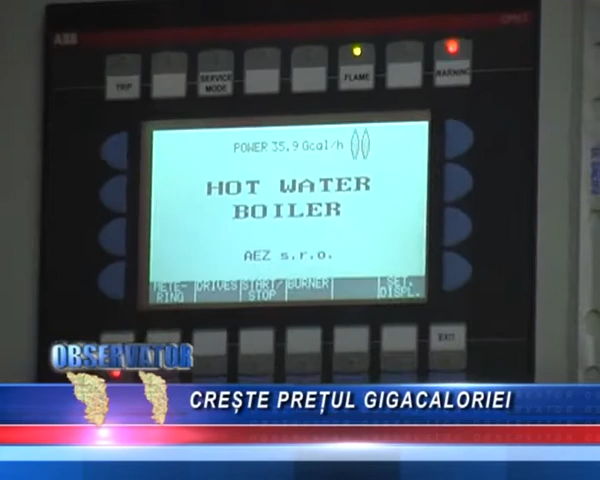 ABB
CP417
TRIP
SERVICE
MODE
FLAME
WARNING
POWER 35.9 Gcal/h
HOT WATER
BOILER
AEZ s.r.o.
METE-
RING
DRIVES
START/
STOP
BURNER
SET.
DISPL.
EXIT
OBSERVATOR
CREȘTE PREȚUL GIGACALORIEI